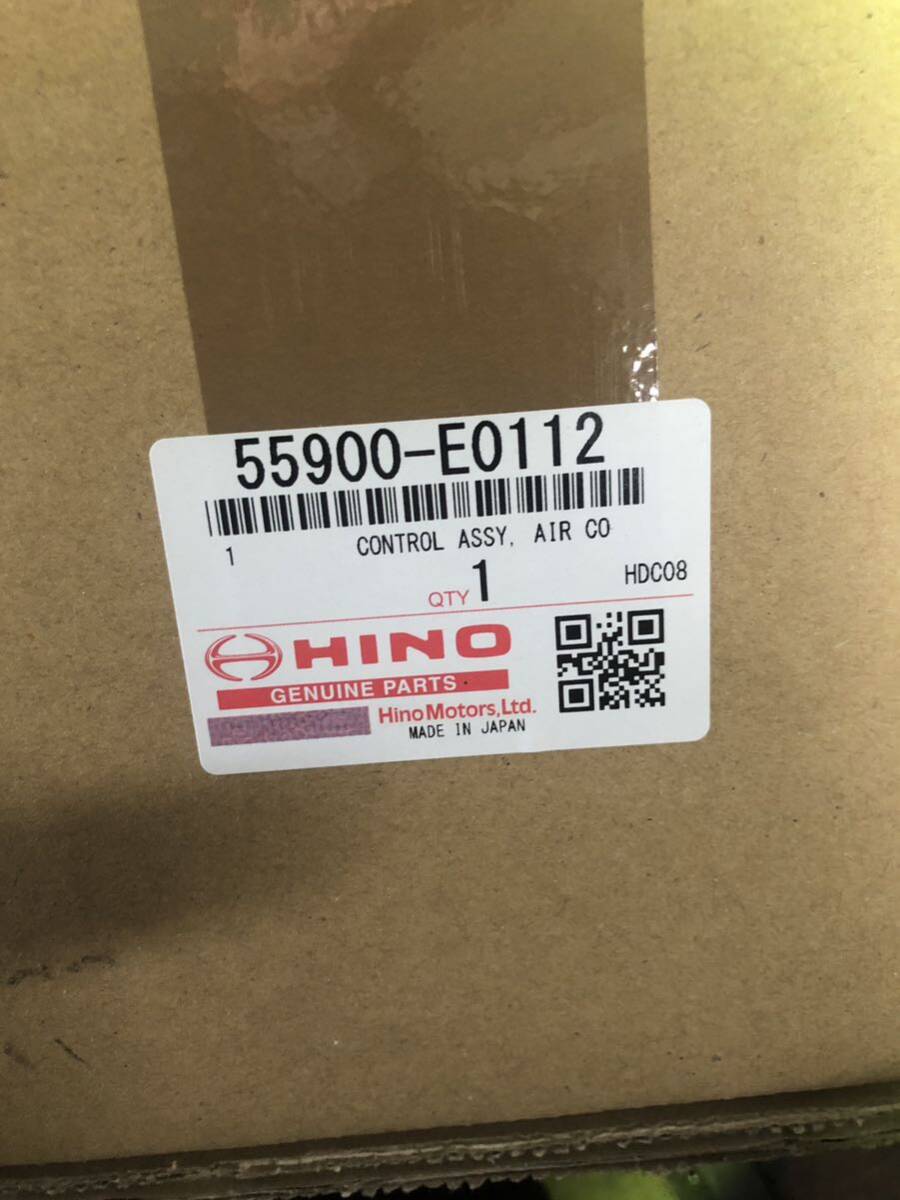 55900-E0112
CONTROL ASSY, AIR CO
1
QTY 1
HDC08
HINO
GENUINE PARTS
Hino Motors, Ltd.
MADE IN JAPAN